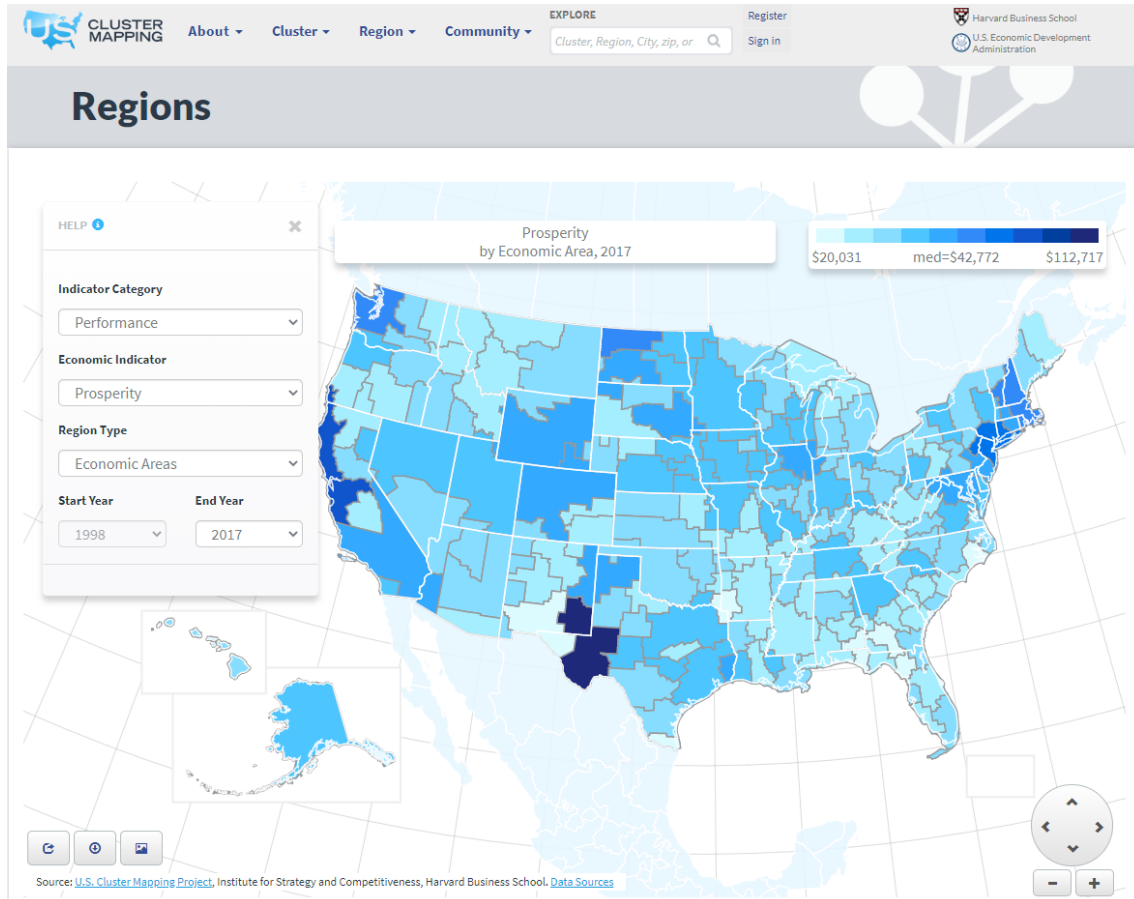 US CLUSTER MAPPING
About
Cluster
Region
Community
EXPLORE
Cluster, Region, City, zip, or
Register
Sign in
Harvard Business School
U.S. Economic Development
Administration
Regions
HELP
Prosperity
by Economic Area, 2017
$20,031 med=$42,772 $112,717
Indicator Category
Performance
Economic Indicator
Prosperity
Region Type
Economic Areas
Start Year End Year
1998 2017
Source: U.S. Cluster Mapping Project, Institute for Strategy and Competitiveness, Harvard Business School. Data Sources